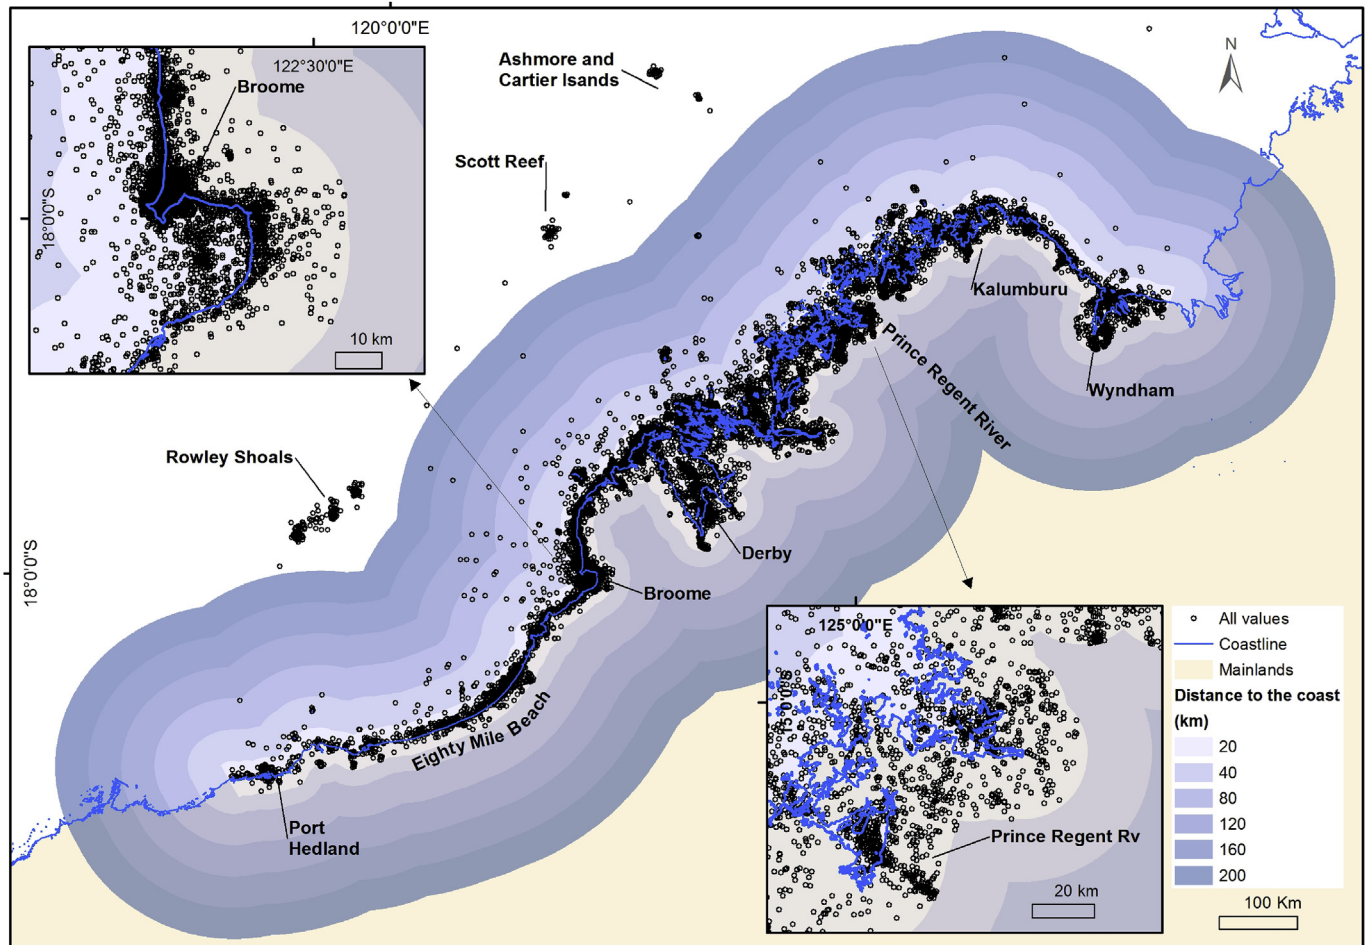 120°0'0"E
122°30'0"E
Broome
18°0'0"S
10 km
Ashmore and
Cartier Isands
Scott Reef
N
Kalumburu
Wyndham
Prince Regent River
Rowley Shoals
Derby
Broome
18°0'0"S
Eighty Mile Beach
Port
Hedland
125°0'0"E
15°0'0"S
Prince Regent Rv
20 km
All values
Coastline
Mainlands
Distance to the coast
(km)
20
40
80
120
160
200
100 Km